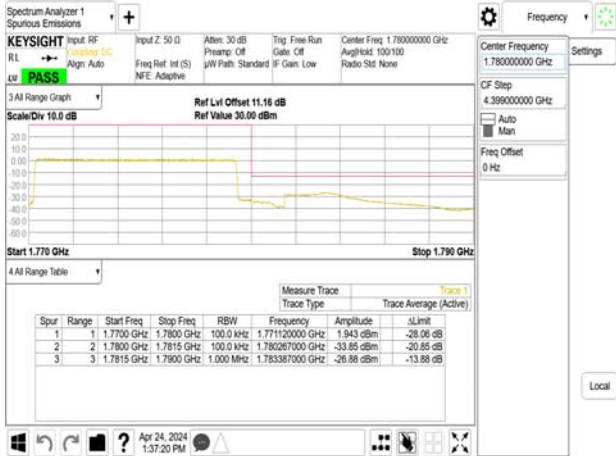 Spectrum Analyzer 1
Spurious Emissions
+
Frequency
KEYSIGHT
Input: RF
Coupling: DC
Align: Auto
Input Z: 50 Ω
Freq Ref: Int (S)
NFE: Adaptive
Atten: 30 dB
Preamp: Off
µW Path: Standard
Trig: Free Run
Gate: Off
IF Gain: Low
Center Freq: 1.780000000 GHz
Avg|Hold: 100/100
Radio Std: None
RL
LU PASS
Center Frequency
1.780000000 GHz
Settings
CF Step
4.399000000 GHz
Auto
Man
Freq Offset
0 Hz
3 All Range Graph
Scale/Div 10.0 dB
Ref Lvl Offset 11.16 dB
Ref Value 30.00 dBm
20.0
10.0
0.00
-10.0
-20.0
-30.0
-40.0
-50.0
-60.0
Start 1.770 GHz
Stop 1.790 GHz
4 All Range Table
Measure Trace Trace 1
Trace Type Trace Average (Active)
Spur Range Start Freq Stop Freq RBW Frequency Amplitude ΔLimit
1 1 1.7700 GHz 1.7800 GHz 100.0 kHz 1.771120000 GHz 1.943 dBm -28.06 dB
2 2 1.7800 GHz 1.7815 GHz 100.0 kHz 1.780267000 GHz -33.85 dBm -20.85 dB
3 3 1.7815 GHz 1.7900 GHz 1.000 MHz 1.783387000 GHz -26.88 dBm -13.88 dB
Local
?
Apr 24, 2024
1:37:20 PM